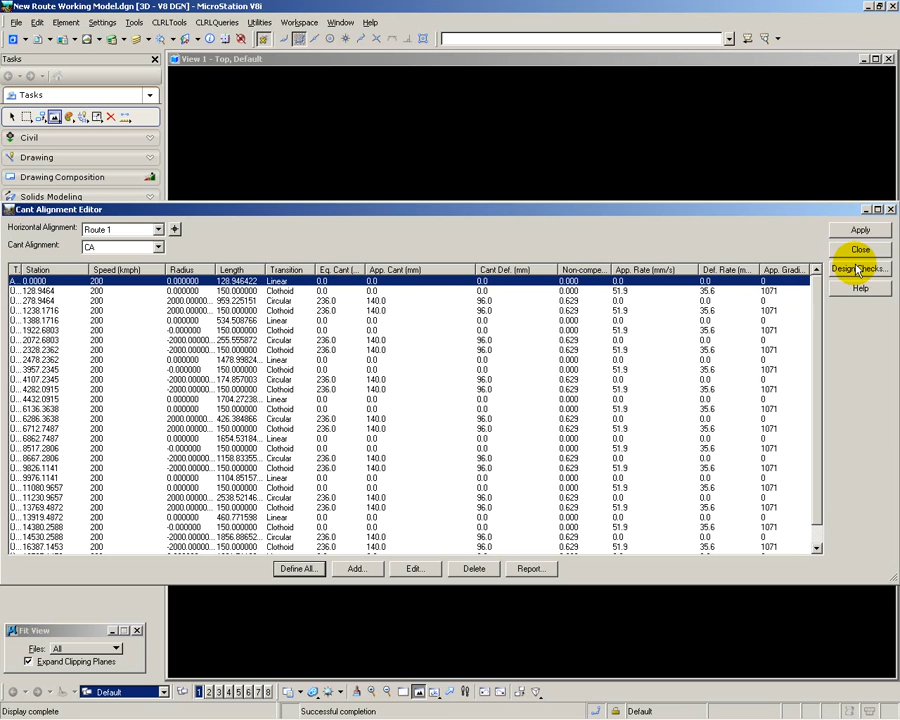 New Route Working Model.dgn [3D - V8 DGN] - MicroStation V8i
File Edit Element Settings Tools CLRLTools CLRLQueries Utilities Workspace Window Help
Tasks
View 1 - Top, Default
Tasks
Civil
Drawing
Drawing Composition
Solids Modeling
Cant Alignment Editor
Horizontal Alignment: Route 1
Cant Alignment: CA
Apply
Close
Design Checks...
Help
T. Station Speed (kmph) Radius Length Transition Eq. Cant (... App. Cant (mm) Cant Def. (mm) Non-compe... App. Rate (mm/s) Def. Rate (m... App. Gradi...
A... 0.0000 200 0.000000 128.946422 Linear 0.0 0.0 0.0 0.000 0.0 0.0 0
U... 128.9464 200 0.000000 150.000000 Clothoid 0.0 0.0 0.0 0.000 51.9 35.6 1071
U... 278.9464 200 2000.00000... 959.225151 Circular 236.0 140.0 96.0 0.629 0.0 0.0 0
U... 1238.1716 200 2000.00000... 150.000000 Clothoid 236.0 140.0 96.0 0.629 51.9 35.6 1071
U... 1388.1716 200 0.000000 534.508766 Linear 0.0 0.0 0.0 0.000 0.0 0.0 0
U... 1922.6803 200 -0.000000 150.000000 Clothoid 0.0 0.0 0.0 0.000 51.9 35.6 1071
U... 2072.6803 200 -2000.00000... 255.555872 Circular 236.0 140.0 96.0 0.629 0.0 0.0 0
U... 2328.2362 200 -2000.00000... 150.000000 Clothoid 236.0 140.0 96.0 0.629 51.9 35.6 1071
U... 2478.2362 200 0.000000 1478.99824... Linear 0.0 0.0 0.0 0.000 0.0 0.0 0
U... 3957.2345 200 -0.000000 150.000000 Clothoid 0.0 0.0 0.0 0.000 51.9 35.6 1071
U... 4107.2345 200 -2000.00000... 174.857003 Circular 236.0 140.0 96.0 0.629 0.0 0.0 0
U... 4282.0915 200 -2000.00000... 150.000000 Clothoid 236.0 140.0 96.0 0.629 51.9 35.6 1071
U... 4432.0915 200 0.000000 1704.27238... Linear 0.0 0.0 0.0 0.000 0.0 0.0 0
U... 6136.3638 200 0.000000 150.000000 Clothoid 0.0 0.0 0.0 0.000 51.9 35.6 1071
U... 6286.3638 200 2000.00000... 426.384866 Circular 236.0 140.0 96.0 0.629 0.0 0.0 0
U... 6712.7487 200 2000.00000... 150.000000 Clothoid 236.0 140.0 96.0 0.629 51.9 35.6 1071
U... 6862.7487 200 0.000000 1654.53184... Linear 0.0 0.0 0.0 0.000 0.0 0.0 0
U... 8517.2806 200 -0.000000 150.000000 Clothoid 0.0 0.0 0.0 0.000 51.9 35.6 1071
U... 8667.2806 200 -2000.00000... 1158.83355... Circular 236.0 140.0 96.0 0.629 0.0 0.0 0
U... 9826.1141 200 -2000.00000... 150.000000 Clothoid 236.0 140.0 96.0 0.629 51.9 35.6 1071
U... 9976.1141 200 0.000000 1104.85157... Linear 0.0 0.0 0.0 0.000 0.0 0.0 0
U... 11080.9657 200 0.000000 150.000000 Clothoid 0.0 0.0 0.0 0.000 51.9 35.6 1071
U... 11230.9657 200 2000.00000... 2538.52146... Circular 236.0 140.0 96.0 0.629 0.0 0.0 0
U... 13769.4872 200 2000.00000... 150.000000 Clothoid 236.0 140.0 96.0 0.629 51.9 35.6 1071
U... 13919.4872 200 0.000000 460.771598 Linear 0.0 0.0 0.0 0.000 0.0 0.0 0
U... 14380.2588 200 -0.000000 150.000000 Clothoid 0.0 0.0 0.0 0.000 51.9 35.6 1071
U... 14530.2588 200 -2000.00000... 1856.88652... Circular 236.0 140.0 96.0 0.629 0.0 0.0 0
U... 16387.1453 200 -2000.00000... 150.000000 Clothoid 236.0 140.0 96.0 0.629 51.9 35.6 1071
Define All... Add... Edit... Delete Report...
Fit View
Files: All
Expand Clipping Planes
Default 1 2 3 4 5 6 7 8
Display complete Successful completion Default